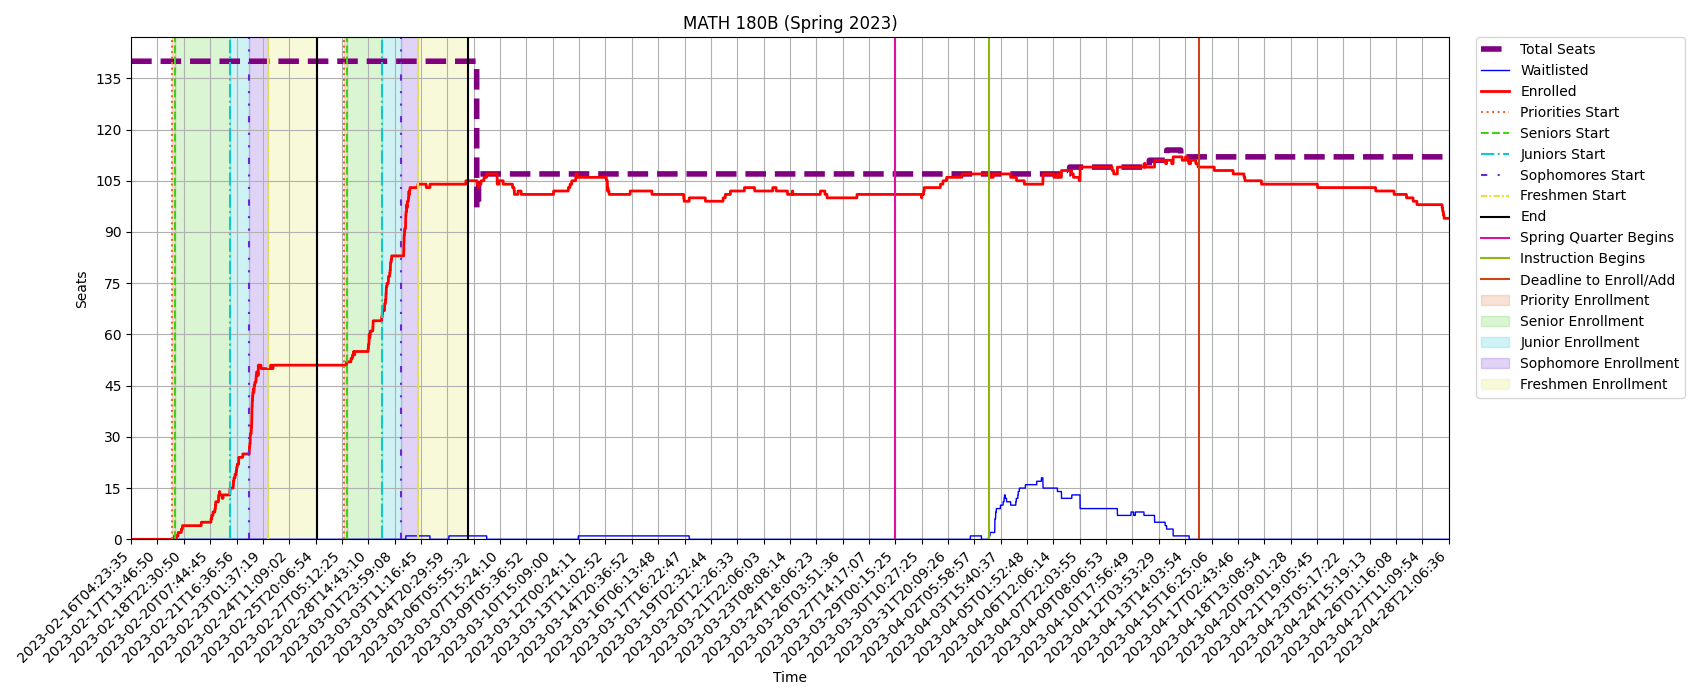 MATH 180B (Spring 2023)
Seats
135
120
105
90
75
60
45
30
15
0
2023-02-16T04:23:35
2023-02-17T13:46:50
2023-02-18T22:30:50
2023-02-20T07:44:45
2023-02-21T16:36:56
2023-02-23T01:37:19
2023-02-24T11:09:02
2023-02-25T20:06:54
2023-02-27T05:12:25
2023-02-28T14:43:10
2023-03-01T23:59:08
2023-03-03T11:16:45
2023-03-04T20:29:59
2023-03-06T05:55:32
2023-03-07T15:24:10
2023-03-09T05:36:52
2023-03-10T15:09:00
2023-03-12T00:24:11
2023-03-13T11:02:52
2023-03-14T20:36:52
2023-03-16T06:13:48
2023-03-17T16:22:47
2023-03-19T02:32:44
2023-03-20T12:26:33
2023-03-21T22:06:03
2023-03-23T08:08:14
2023-03-24T18:06:23
2023-03-26T03:51:36
2023-03-27T14:17:07
2023-03-29T00:15:25
2023-03-30T10:27:25
2023-03-31T20:09:26
2023-04-02T05:58:57
2023-04-03T15:40:37
2023-04-05T01:52:48
2023-04-06T12:06:14
2023-04-07T22:03:55
2023-04-09T08:06:53
2023-04-10T17:56:49
2023-04-12T03:53:29
2023-04-13T14:03:54
2023-04-15T16:25:06
2023-04-17T02:43:46
2023-04-18T13:08:54
2023-04-20T09:01:28
2023-04-21T19:05:45
2023-04-23T05:17:22
2023-04-24T15:19:13
2023-04-26T01:16:08
2023-04-27T11:09:54
2023-04-28T21:06:36
Time
Total Seats
Waitlisted
Enrolled
Priorities Start
Seniors Start
Juniors Start
Sophomores Start
Freshmen Start
End
Spring Quarter Begins
Instruction Begins
Deadline to Enroll/Add
Priority Enrollment
Senior Enrollment
Junior Enrollment
Sophomore Enrollment
Freshmen Enrollment